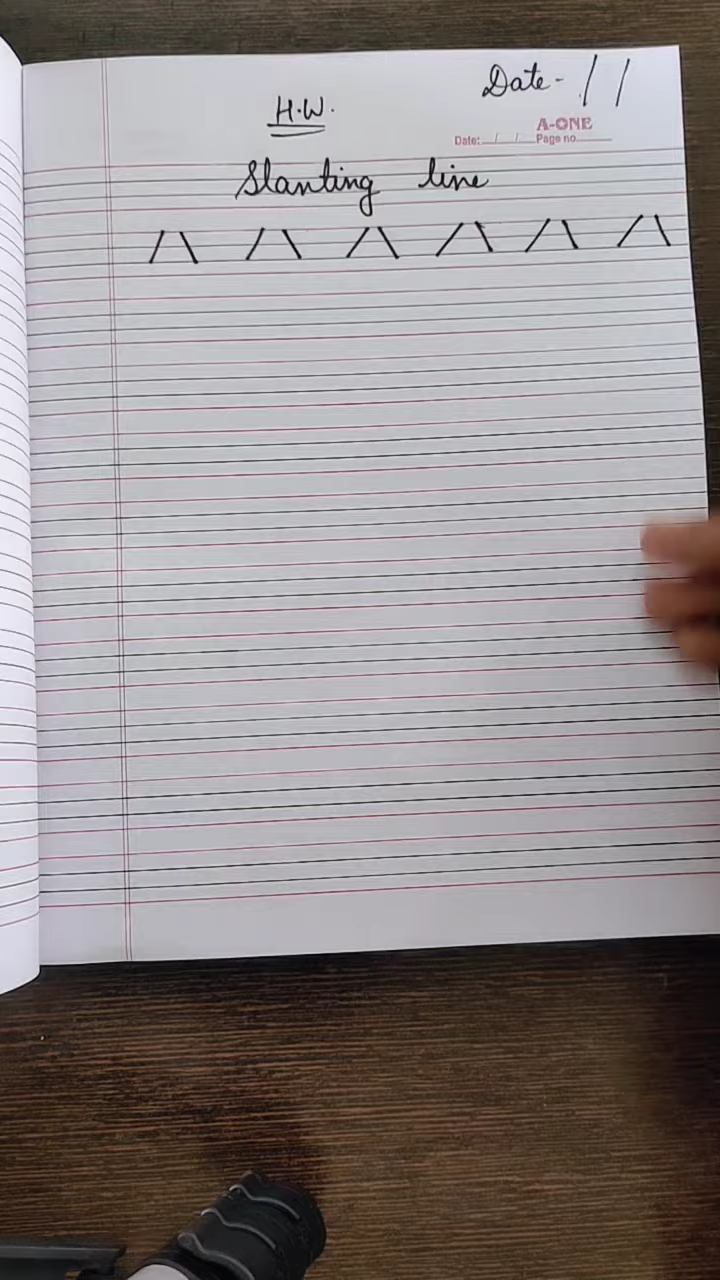 Date - / /
H.W.
A-ONE
Date: / / Page no.
Slanting line
/ \ / \ / \ / \ / \ / \